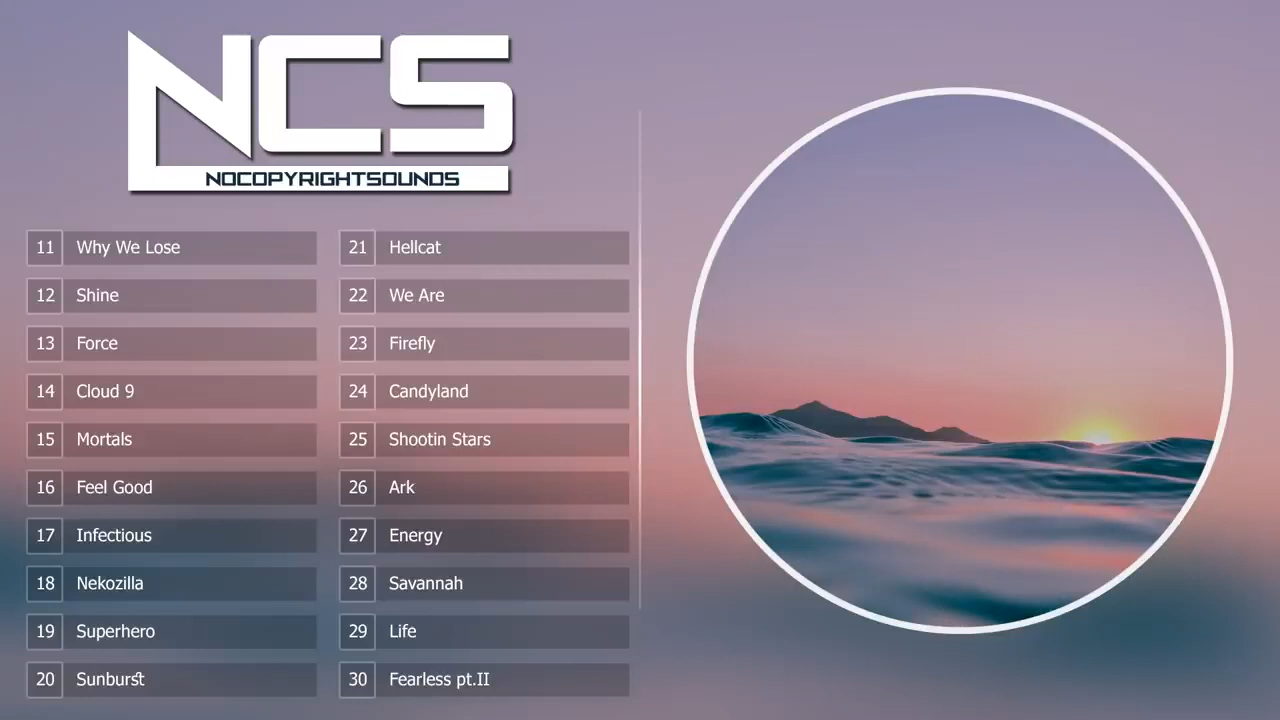 NCS
NOCOPYRIGHTSOUNDS
11 Why We Lose
12 Shine
13 Force
14 Cloud 9
15 Mortals
16 Feel Good
17 Infectious
18 Nekozilla
19 Superhero
20 Sunburst
21 Hellcat
22 We Are
23 Firefly
24 Candyland
25 Shootin Stars
26 Ark
27 Energy
28 Savannah
29 Life
30 Fearless pt.II